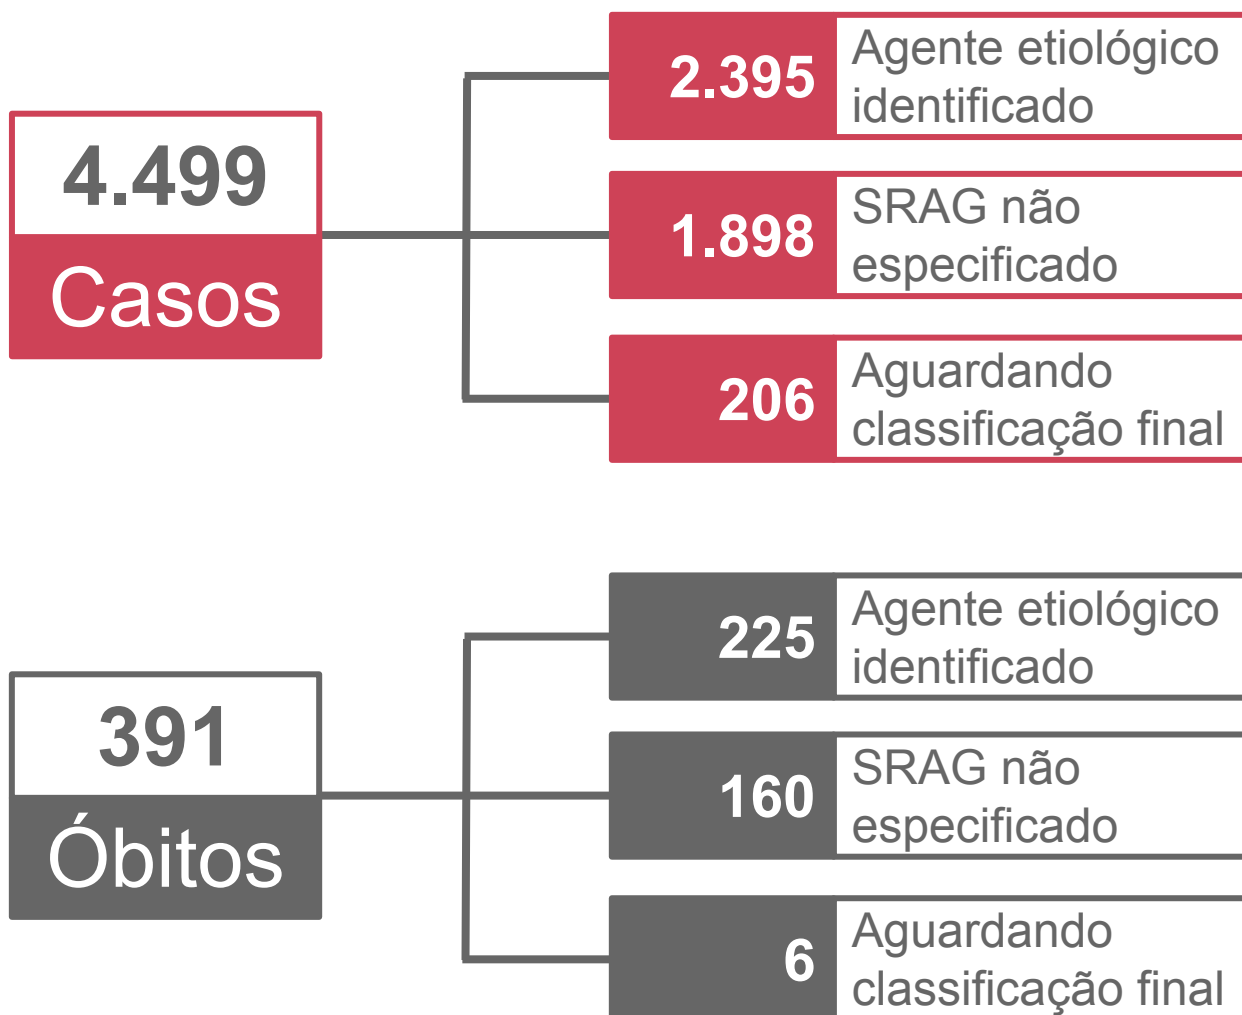 4.499
Casos
2.395
Agente etiológico
identificado
1.898
SRAG não
especificado
206
Aguardando
classificação final
391
Óbitos
225
Agente etiológico
identificado
160
SRAG não
especificado
6
Aguardando
classificação final